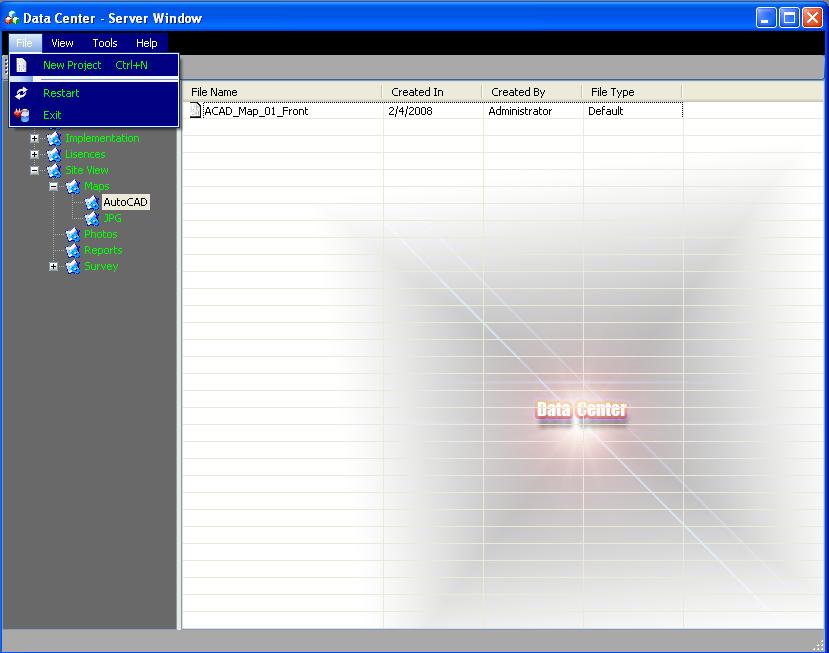 Data Center - Server Window
File View Tools Help
New Project Ctrl+N
Restart
Exit
File Name Created In Created By File Type
ACAD_Map_01_Front 2/4/2008 Administrator Default
Implementation
Lisences
Site View
Maps
AutoCAD
JPG
Photos
Reports
Survey
Data Center